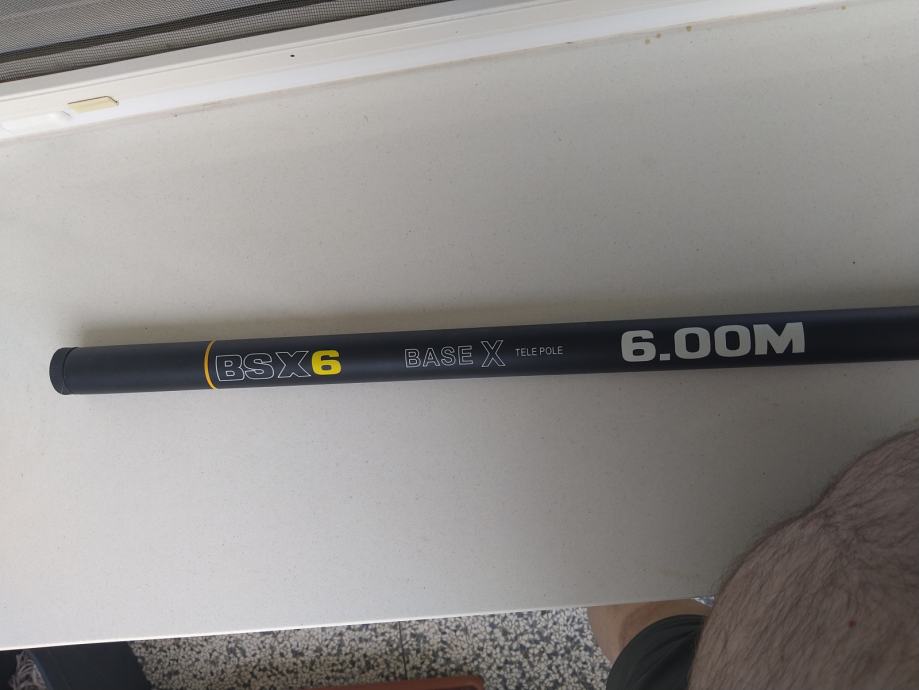 BSX6 BASE X TELE POLE 6.00M